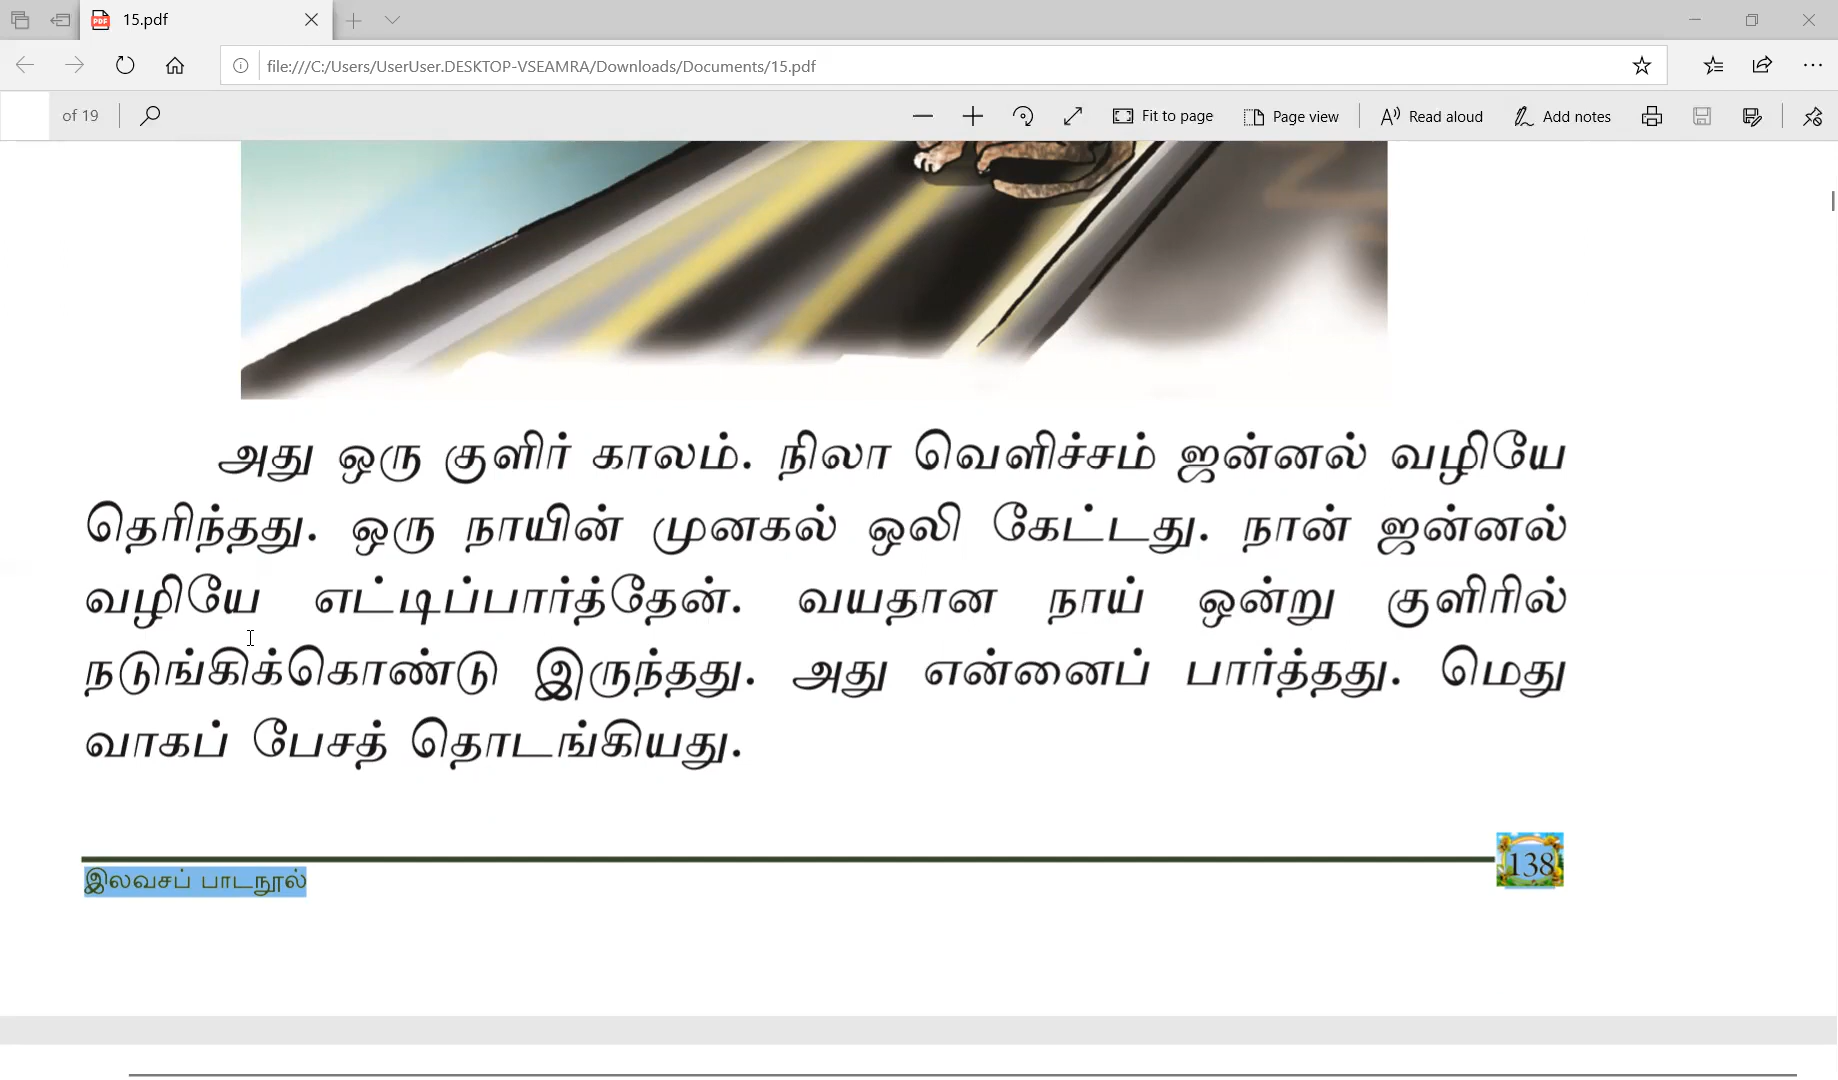 15.pdf
file:///C:/Users/UserUser.DESKTOP-VSEAMRA/Downloads/Documents/15.pdf
of 19 Fit to page Page view Read aloud Add notes
அது ஒரு குளிர் காலம். நிலா வெளிச்சம் ஜன்னல் வழியே
தெரிந்தது. ஒரு நாயின் முனகல் ஒலி கேட்டது. நான் ஜன்னல்
வழியே எட்டிப்பார்த்தேன். வயதான நாய் ஒன்று குளிரில்
நடுங்கிக்கொண்டு இருந்தது. அது என்னைப் பார்த்தது. மெது
வாகப் பேசத் தொடங்கியது.
138
இலவசப் பாடநூல்